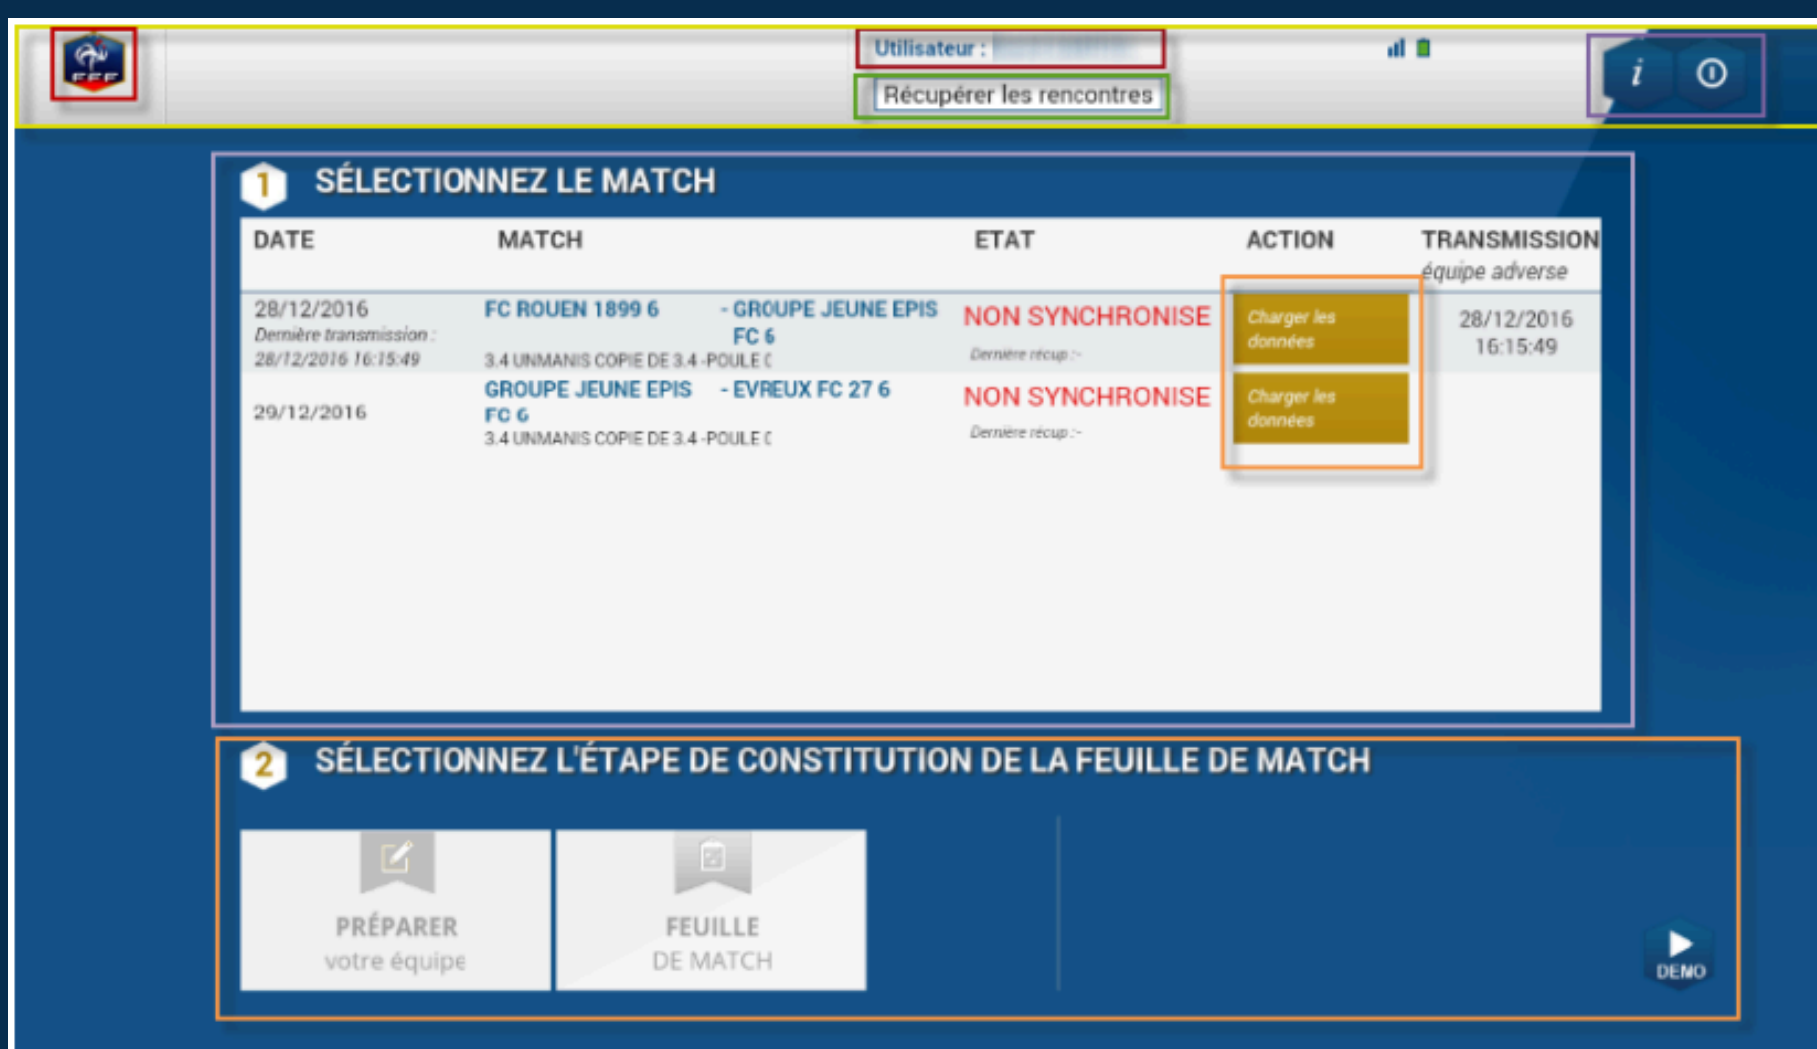 FFF
Utilisateur :
Récupérer les rencontres
i
1 SÉLECTIONNEZ LE MATCH
DATE MATCH ETAT ACTION TRANSMISSION
équipe adverse
28/12/2016
Dernière transmission :
28/12/2016 16:15:49
FC ROUEN 1899 6 - GROUPE JEUNE EPIS
FC 6
3.4 UNMANIS COPIE DE 3.4 -POULE C
NON SYNCHRONISE
Dernière récup :-
Charger les
données
28/12/2016
16:15:49
29/12/2016
GROUPE JEUNE EPIS - EVREUX FC 27 6
FC 6
3.4 UNMANIS COPIE DE 3.4 -POULE C
NON SYNCHRONISE
Dernière récup :-
Charger les
données
2 SÉLECTIONNEZ L'ÉTAPE DE CONSTITUTION DE LA FEUILLE DE MATCH
PRÉPARER
votre équipe
FEUILLE
DE MATCH
DEMO